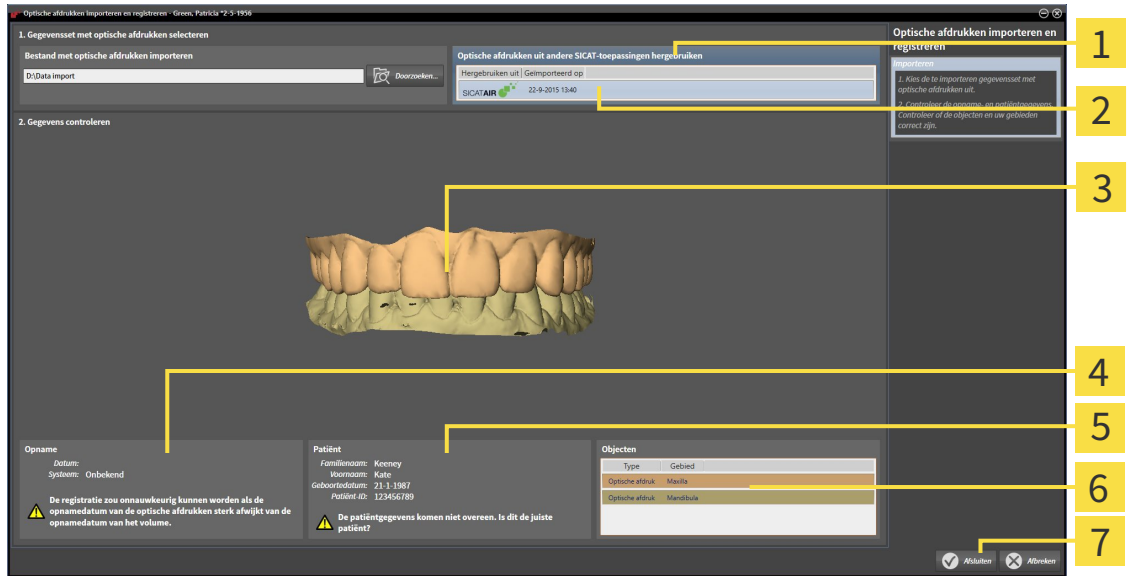 Optische afdrukken importeren en registreren - Green, Patricia *2-5-1956
1. Gegevensset met optische afdrukken selecteren
Bestand met optische afdrukken importeren
D:\Data import
Doorzoeken...
Optische afdrukken uit andere SICAT-toepassingen hergebruiken
Hergebruiken uit Geïmporteerd op
SICATAIR 22-9-2015 13:40
Optische afdrukken importeren en
registreren
Importeren
1. Kies de te importeren gegevensset met
optische afdrukken uit.
2. Controleer de opname- en patiëntgegevens.
Controleer of de objecten en uw gebieden
correct zijn.
1
2
3
2. Gegevens controleren
4
5
6
7
Opname
Datum:
Systeem: Onbekend
De registratie zou onnauwkeurig kunnen worden als de
opnamedatum van de optische afdrukken sterk afwijkt van de
opnamedatum van het volume.
Patiënt
Familienaam: Keeney
Voornaam: Kate
Geboortedatum: 21-1-1987
Patiënt-ID: 123456789
De patiëntgegevens komen niet overeen. Is dit de juiste
patiënt?
Objecten
Type Gebied
Optische afdruk Maxilla
Optische afdruk Mandibula
Afsluiten
Afbreken